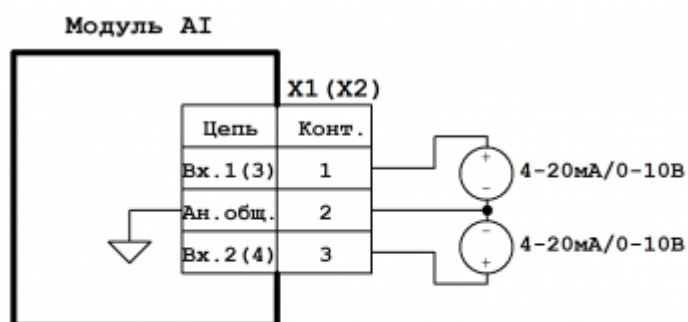 Модуль AI
X1(X2)
Цепь Конт.
Вх.1(3) 1
Ан.общ. 2
Вх.2(4) 3
+
4-20мА/0-10В
-
-
4-20мА/0-10В
+